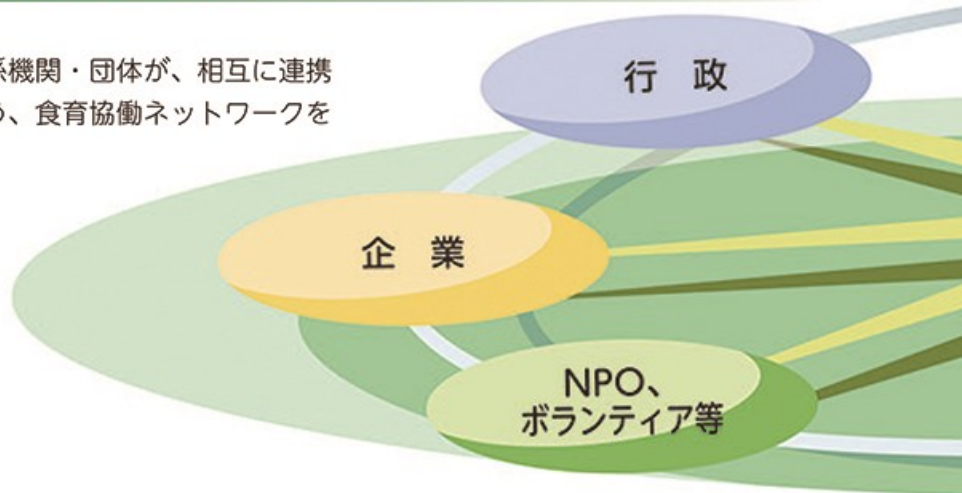 係機関・団体が、相互に連携
う、食育協働ネットワークを
行 政
企 業
NPO、
ボランティア等